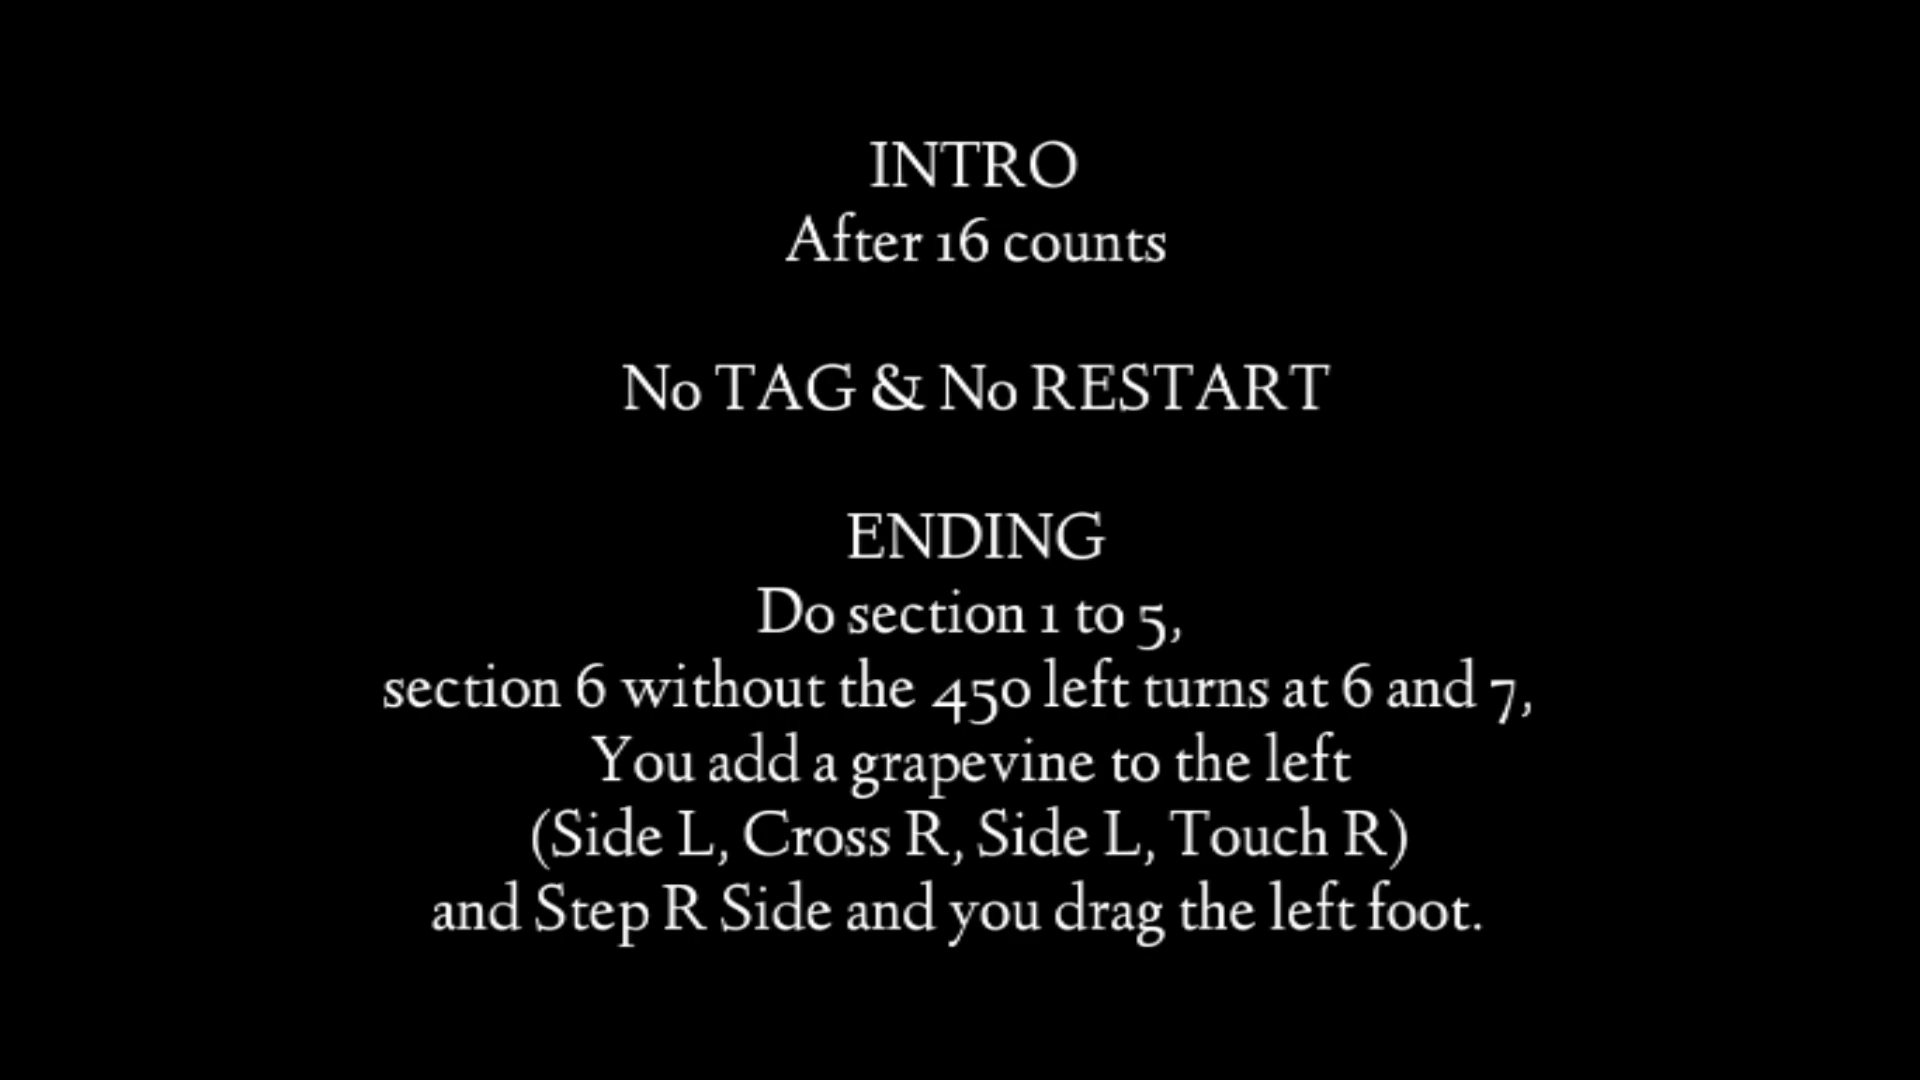 INTRO
After 16 counts
No TAG & No RESTART
ENDING
Do section 1 to 5,
section 6 without the 450 left turns at 6 and 7,
You add a grapevine to the left
(Side L, Cross R, Side L, Touch R)
and Step R Side and you drag the left foot.